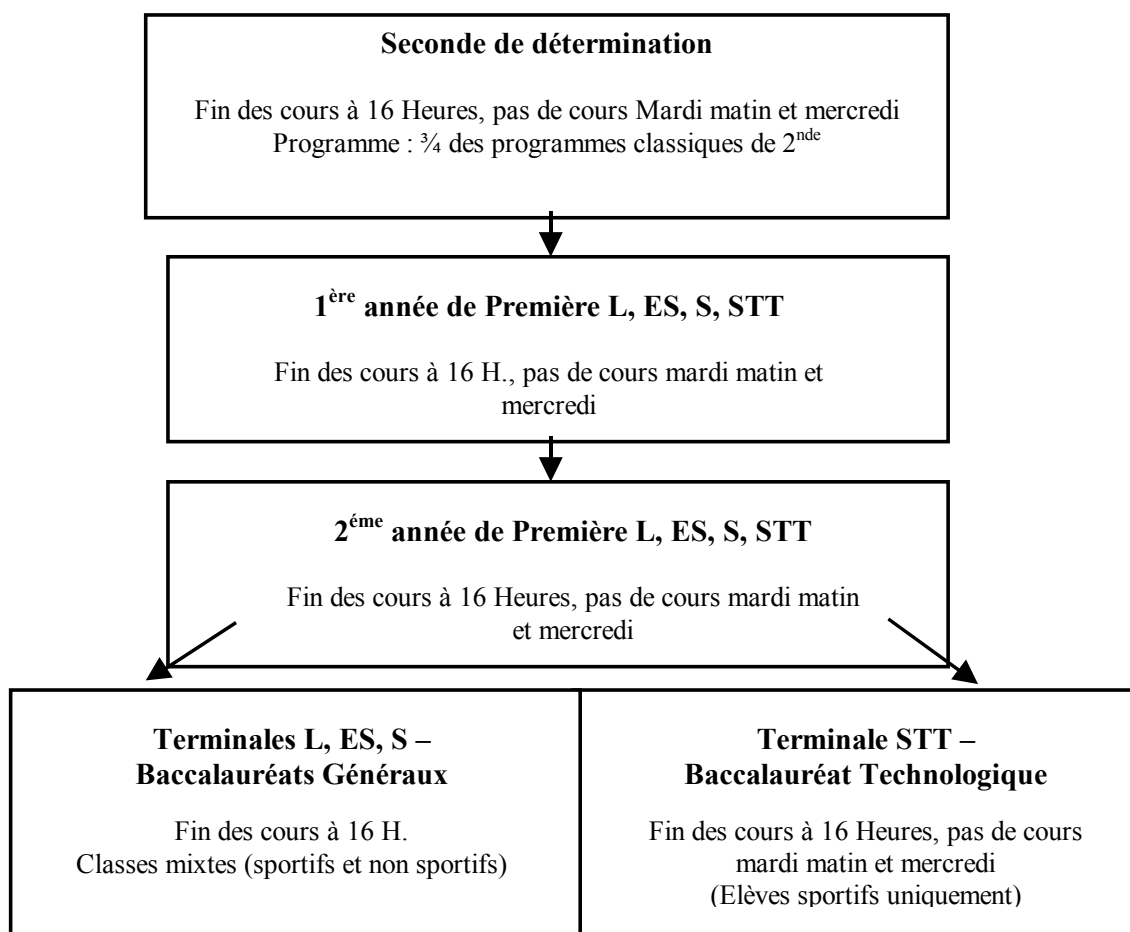 Seconde de détermination
Fin des cours à 16 Heures, pas de cours Mardi matin et mercredi
Programme : ¾ des programmes classiques de 2nde
1ère année de Première L, ES, S, STT
Fin des cours à 16 H., pas de cours mardi matin et
mercredi
2éme année de Première L, ES, S, STT
Fin des cours à 16 Heures, pas de cours mardi matin
et mercredi
Terminales L, ES, S –
Baccalauréats Généraux
Fin des cours à 16 H.
Classes mixtes (sportifs et non sportifs)
Terminale STT –
Baccalauréat Technologique
Fin des cours à 16 Heures, pas de cours
mardi matin et mercredi
(Elèves sportifs uniquement)